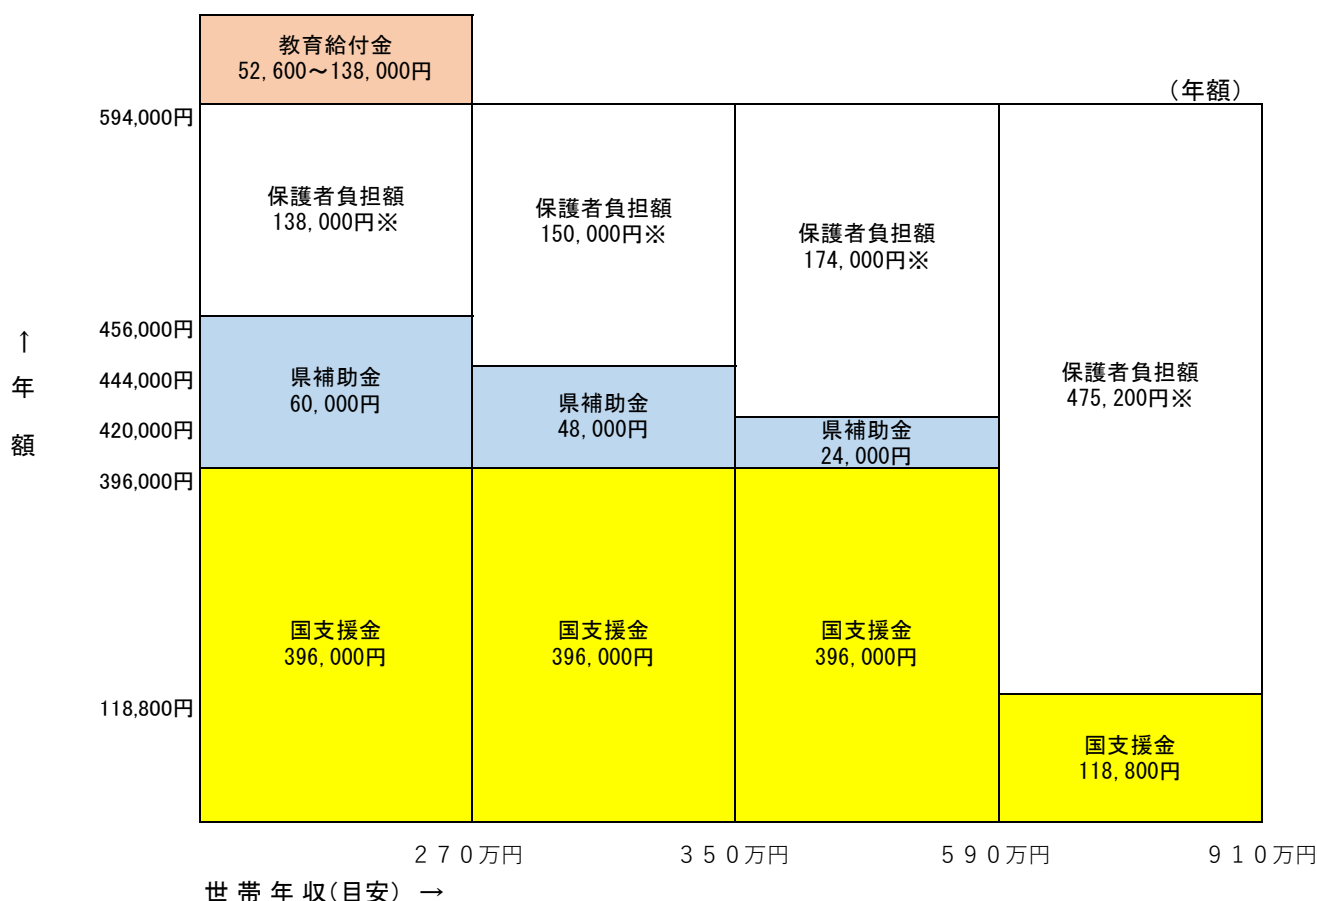 教育給付金
52,600～138,000円
（年額）
594,000円
保護者負担額
138,000円※
保護者負担額
150,000円※
保護者負担額
174,000円※
保護者負担額
475,200円※
456,000円
444,000円
420,000円
396,000円
118,800円
↑
年
額
県補助金
60,000円
県補助金
48,000円
県補助金
24,000円
国支援金
396,000円
国支援金
396,000円
国支援金
396,000円
国支援金
118,800円
２７０万円
３５０万円
５９０万円
９１０万円
世 帯 年 収(目安) →